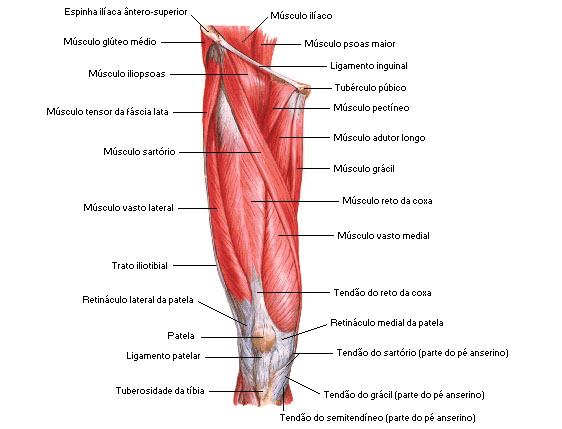 Espinha ilíaca ântero-superior
Músculo ilíaco
Músculo glúteo médio
Músculo psoas maior
Ligamento inguinal
Músculo iliopsoas
Tubérculo púbico
Músculo tensor da fáscia lata
Músculo pectíneo
Músculo adutor longo
Músculo sartório
Músculo grácil
Músculo vasto lateral
Músculo reto da coxa
Músculo vasto medial
Trato iliotibial
Tendão do reto da coxa
Retináculo lateral da patela
Retináculo medial da patela
Patela
Ligamento patelar
Tendão do sartório (parte do pé anserino)
Tuberosidade da tíbia
Tendão do grácil (parte do pé anserino)
Tendão do semitendíneo (parte do pé anserino)